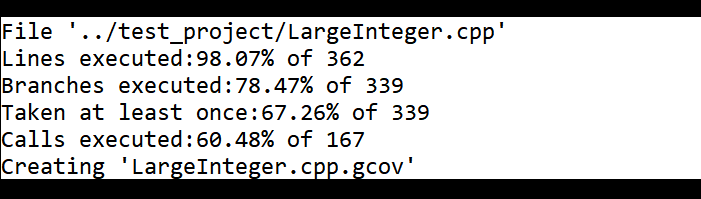 File '../test_project/LargeInteger.cpp'
Lines executed:98.07% of 362
Branches executed:78.47% of 339
Taken at least once:67.26% of 339
Calls executed:60.48% of 167
Creating 'LargeInteger.cpp.gcov'